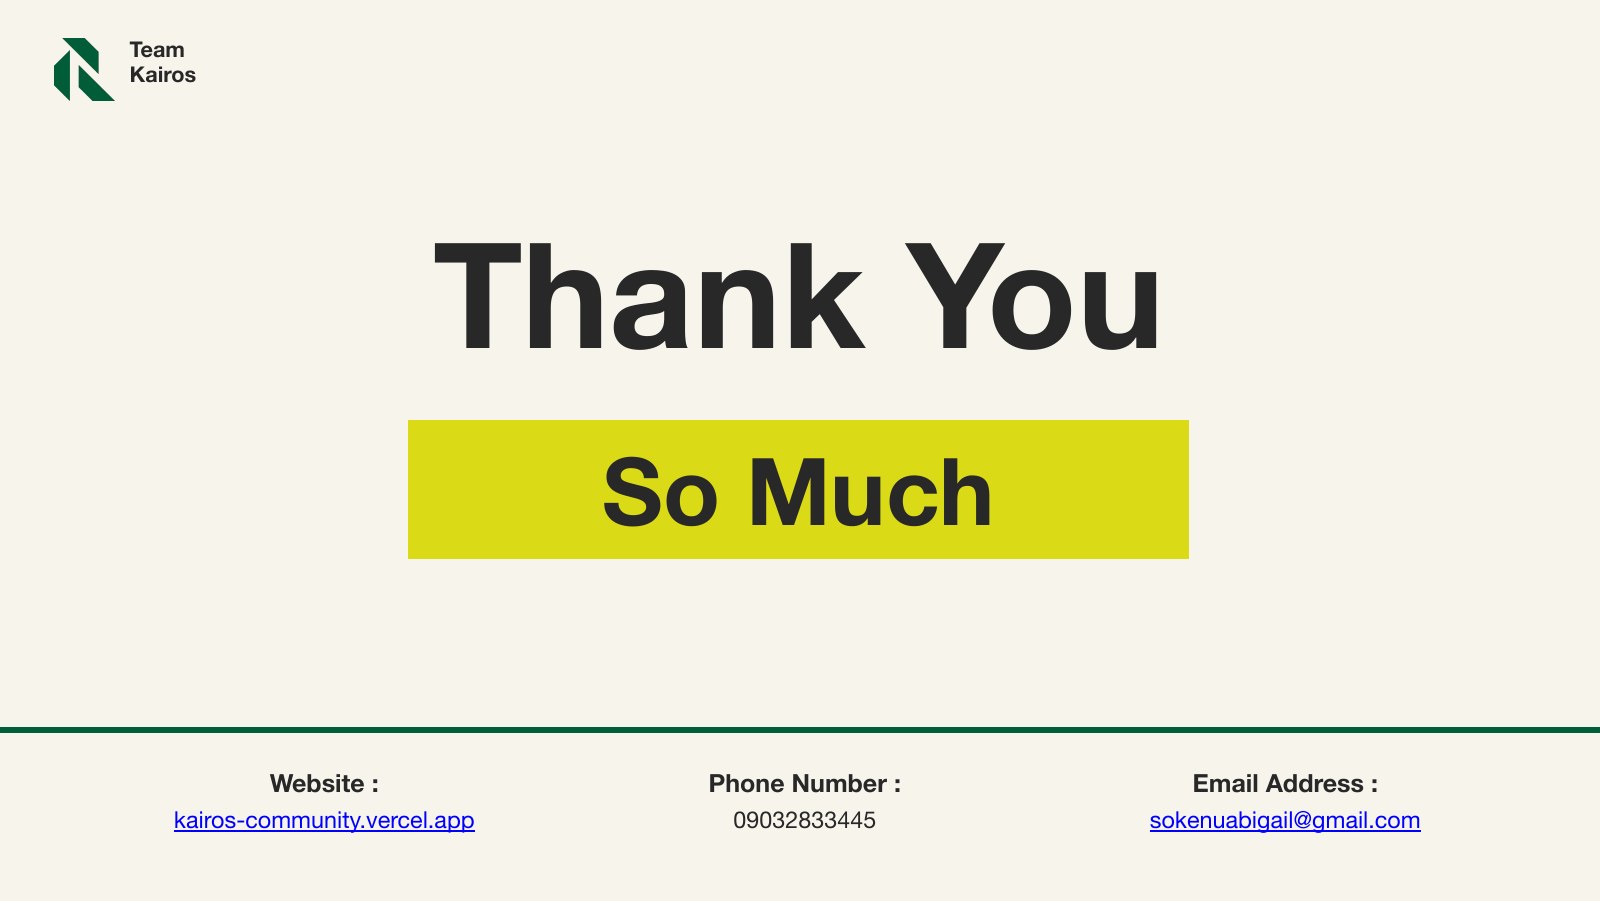 Team
Kairos
Thank You
So Much
Website :
kairos-community.vercel.app
Phone Number :
09032833445
Email Address :
sokenuabigail@gmail.com